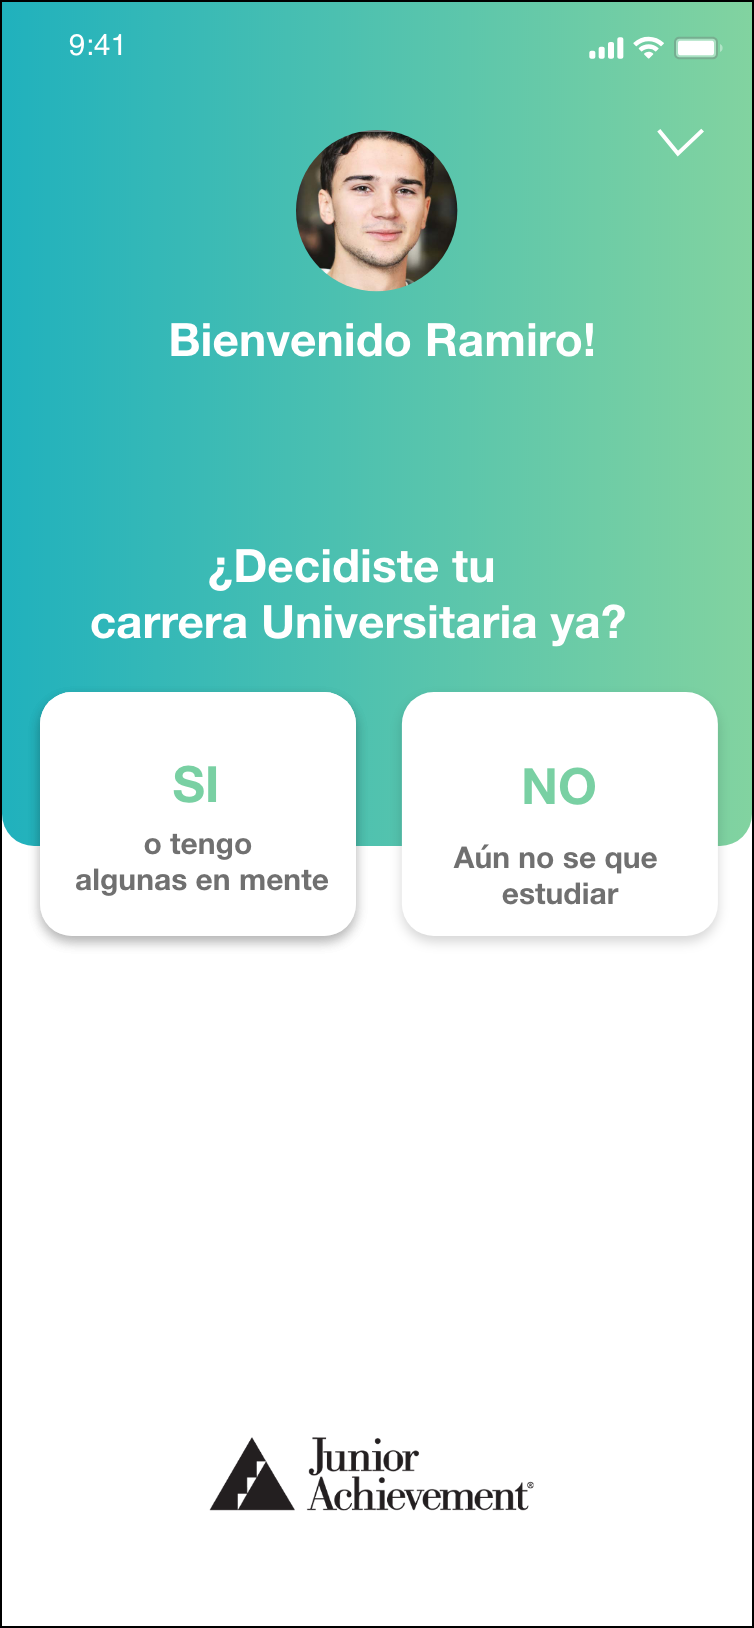 9:41
Bienvenido Ramiro!
¿Decidiste tu
carrera Universitaria ya?
SI
o tengo
algunas en mente
NO
Aún no se que
estudiar
Junior
Achievement®